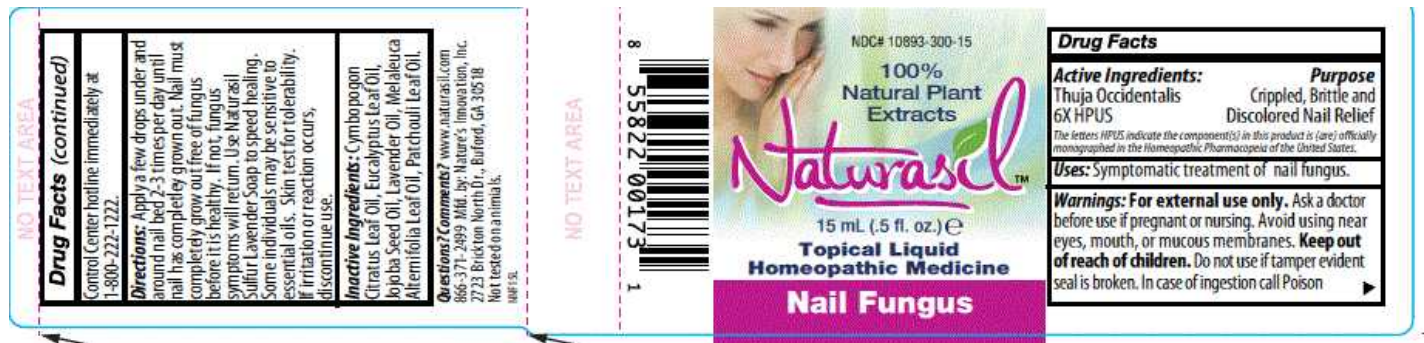 NO TEXT AREA
Drug Facts (continued)
Control Center hotline immediately at
1-800-222-1222.
Directions: Apply a few drops under and
around nail bed 2-3 times per day until
nail has completley grown out. Nail must
completely grow out free of fungus
before it is healthy. If not, fungus
symptoms will return. Use Naturasil
Sulfur Lavender Soap to speed healing.
Some individuals may be sensitive to
essential oils. Skin test for tolerability.
If irritation or reaction occurs,
discontinue use.
Inactive Ingredients: Cymbopogon
Citratus Leaf Oil, Eucalyptus Leaf Oil,
Jojoba Seed Oil, Lavender Oil, Melaleuca
Alternifolia Leaf Oil, Patchouli Leaf Oil.
Questions? Comments? www.naturasil.com
866-371-2499 Mfd. by: Nature's Innovation, Inc.
2723 Brickton North Dr., Buford, GA 30518
Not tested on animals.
NNF15L
NO TEXT AREA
8 55822 00173 1
NDC# 10893-300-15
100%
Natural Plant
Extracts
Naturasil™
15 mL (.5 fl. oz.) ℮
Topical Liquid
Homeopathic Medicine
Nail Fungus
Drug Facts
Active Ingredients: Purpose
Thuja Occidentalis Crippled, Brittle and
6X HPUS Discolored Nail Relief
The letters HPUS indicate the component(s) in this product is (are) officially
monographed in the Homeopathic Pharmacopeia of the United States.
Uses: Symptomatic treatment of nail fungus.
Warnings: For external use only. Ask a doctor
before use if pregnant or nursing. Avoid using near
eyes, mouth, or mucous membranes. Keep out
of reach of children. Do not use if tamper evident
seal is broken. In case of ingestion call Poison